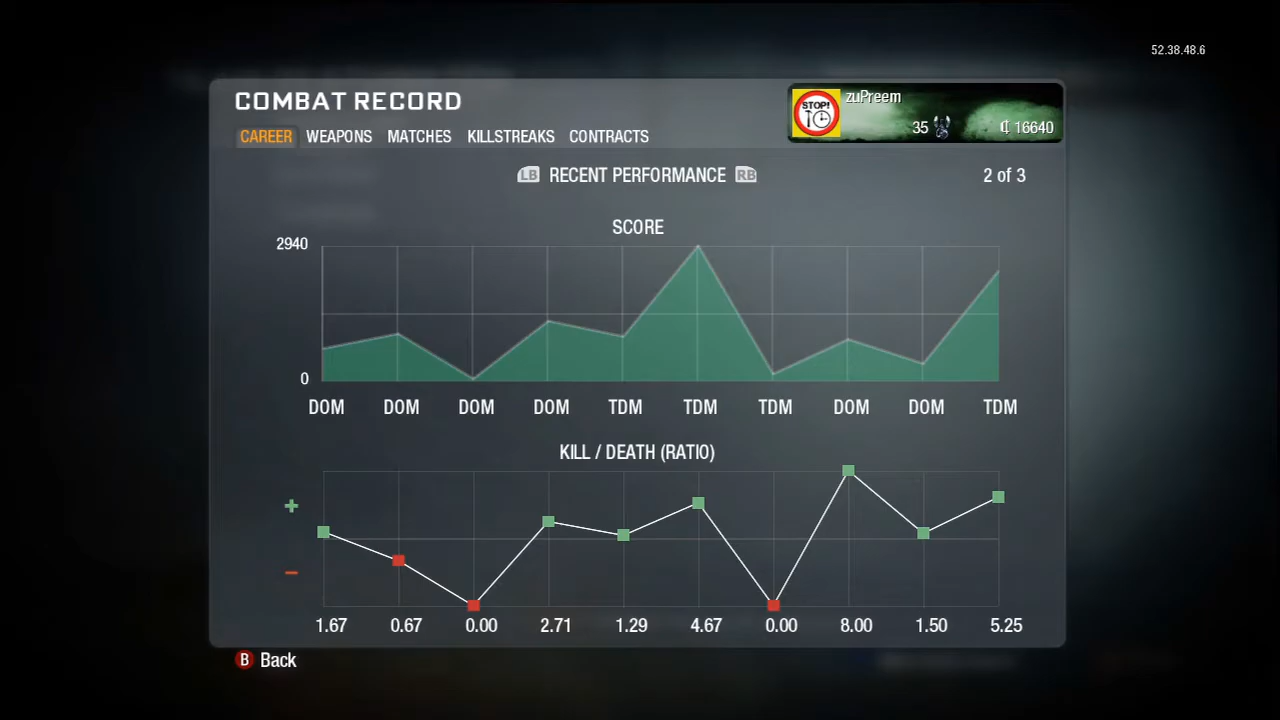 52.38.48.6
COMBAT RECORD
STOP!
zuPreem
35
₵ 16640
CAREER WEAPONS MATCHES KILLSTREAKS CONTRACTS
LB RECENT PERFORMANCE RB
2 of 3
SCORE
2940
0
DOM DOM DOM DOM TDM TDM TDM DOM DOM TDM
KILL / DEATH (RATIO)
+
−
1.67 0.67 0.00 2.71 1.29 4.67 0.00 8.00 1.50 5.25
B Back